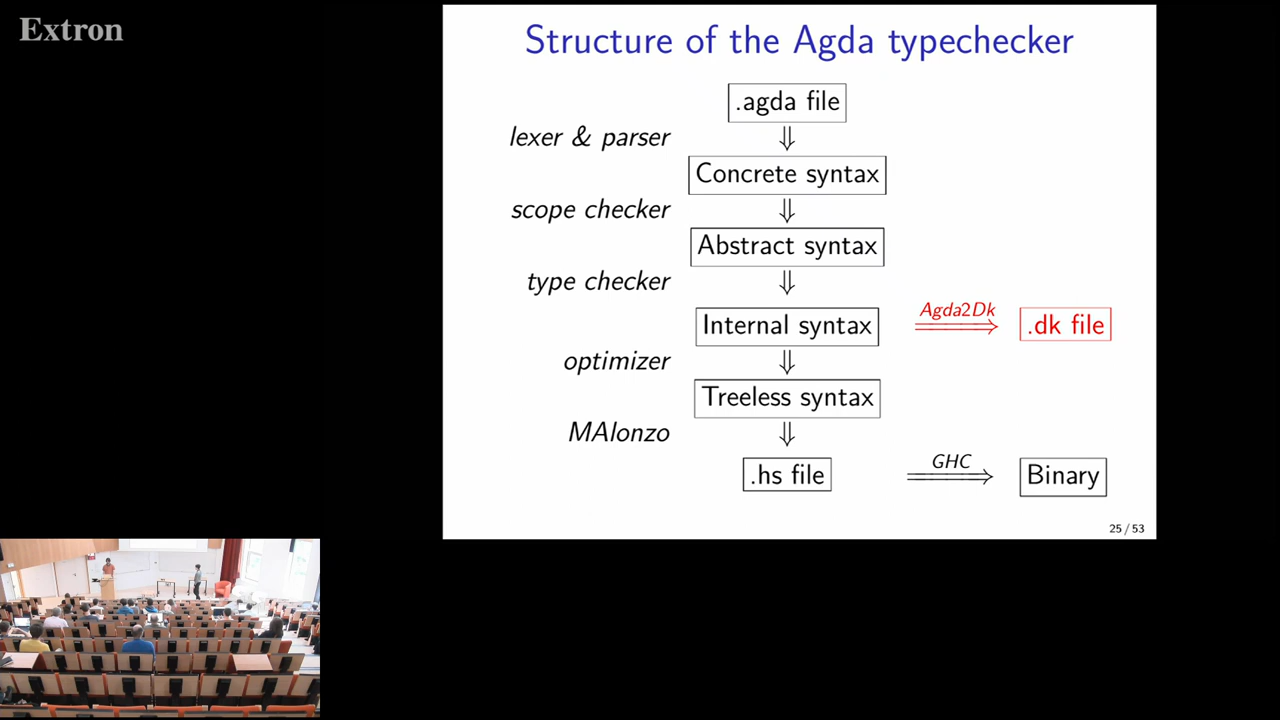 Extron
Structure of the Agda typechecker
.agda file
lexer & parser
Concrete syntax
scope checker
Abstract syntax
type checker
Internal syntax
Agda2Dk
.dk file
optimizer
Treeless syntax
MAlonzo
.hs file
GHC
Binary
25 / 53